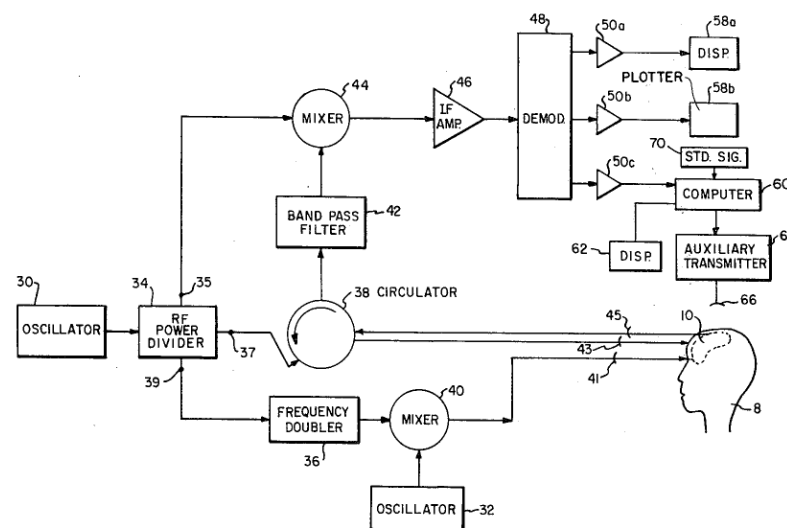 50a
48
58a
DISP.
44
46
PLOTTER
58b
50b
MIXER
I.F
AMP.
DEMOD.
70
STD. SIG.
50c
COMPUTER
60
BAND PASS
FILTER
42
62
DISP.
AUXILIARY
TRANSMITTER
6
35
30
34
38 CIRCULATOR
66
OSCILLATOR
RF
POWER
DIVIDER
37
45
10
43
39
41
40
8
FREQUENCY
DOUBLER
MIXER
36
OSCILLATOR
32